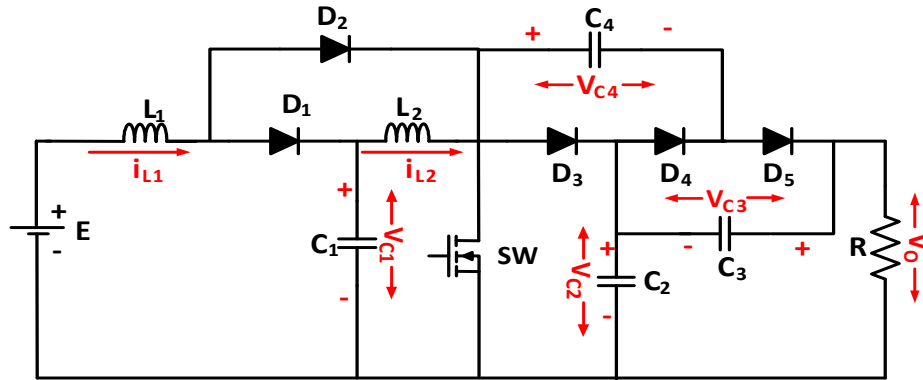 D2
C4
+ -
VC4
L1
D1
L2
iL1
iL2
D3
D4
D5
VC3
- +
C3
+
-
E
+
-
C1
VC1
SW
+
-
VC2
C2
R
VO